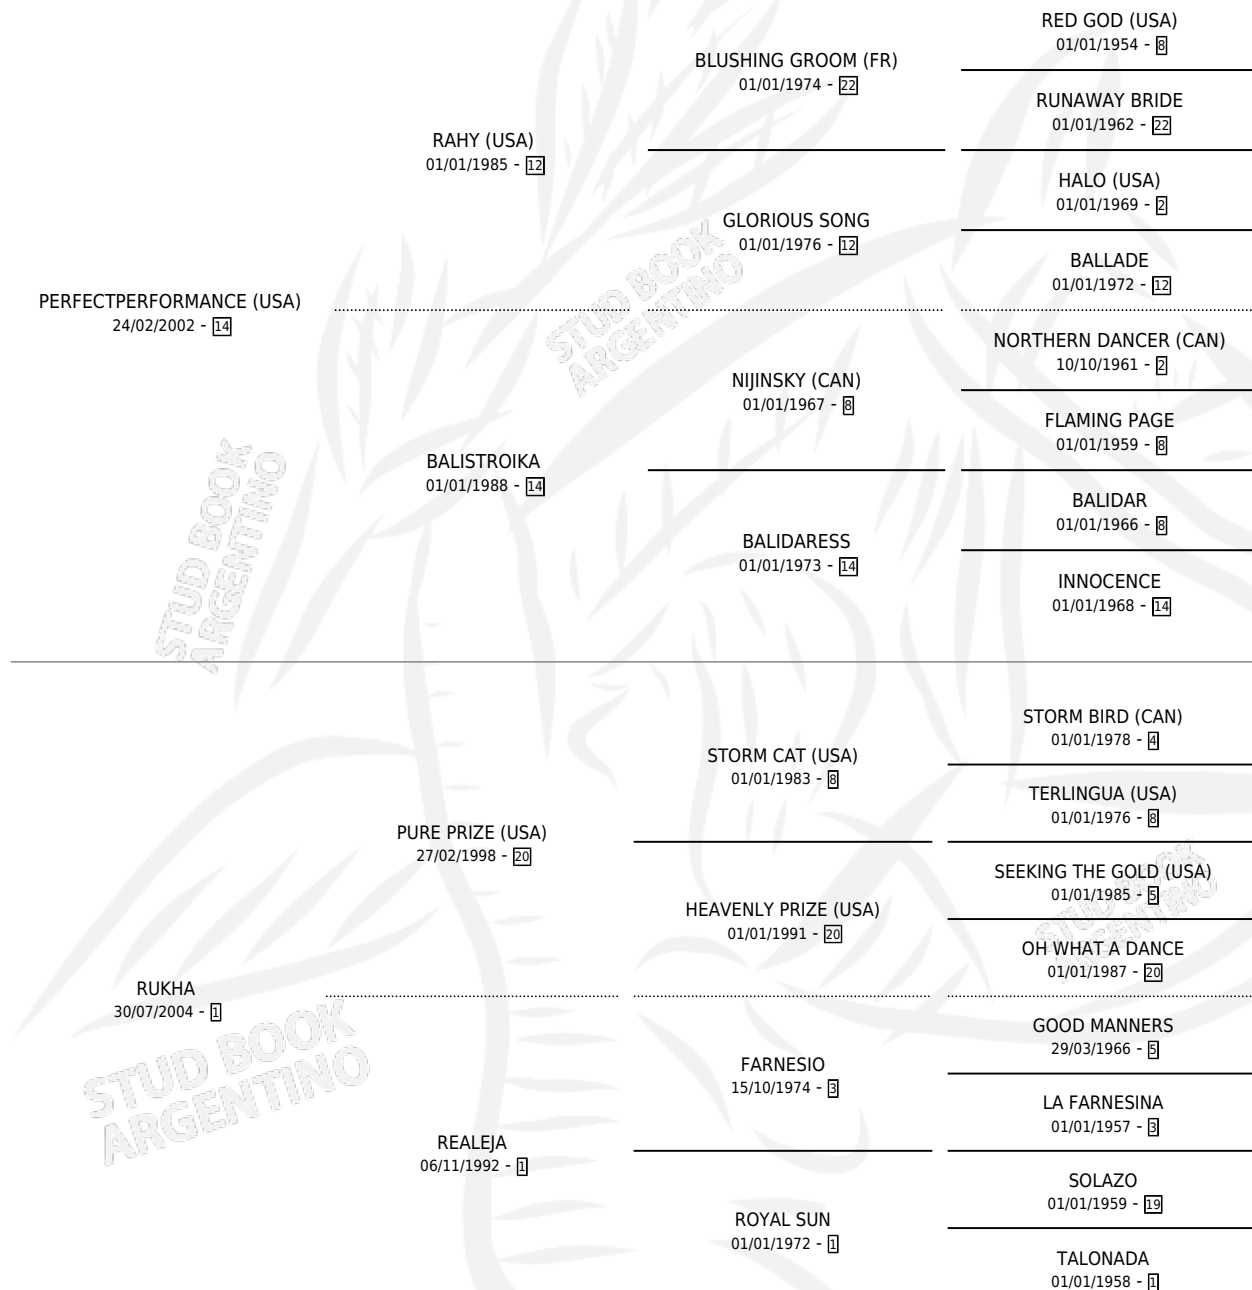 RED GOD (USA)
01/01/1954 - 8
BLUSHING GROOM (FR)
01/01/1974 - 22
RUNAWAY BRIDE
01/01/1962 - 22
RAHY (USA)
01/01/1985 - 12
HALO (USA)
01/01/1969 - 2
GLORIOUS SONG
01/01/1976 - 12
BALLADE
01/01/1972 - 12
PERFECTPERFORMANCE (USA)
24/02/2002 - 14
STUD BOOK
ARGENTINO
NORTHERN DANCER (CAN)
10/10/1961 - 2
NIJINSKY (CAN)
01/01/1967 - 8
FLAMING PAGE
01/01/1959 - 8
BALISTROIKA
01/01/1988 - 14
BALIDAR
01/01/1966 - 8
BALIDARESS
01/01/1973 - 14
INNOCENCE
01/01/1968 - 14
STUD BOOK
ARGENTINO
STORM BIRD (CAN)
01/01/1978 - 4
STORM CAT (USA)
01/01/1983 - 8
TERLINGUA (USA)
01/01/1976 - 8
PURE PRIZE (USA)
27/02/1998 - 20
SEEKING THE GOLD (USA)
01/01/1985 - 5
HEAVENLY PRIZE (USA)
01/01/1991 - 20
STUD BOOK
ARGENTINO
OH WHAT A DANCE
01/01/1987 - 20
RUKHA
30/07/2004 - 1
GOOD MANNERS
29/03/1966 - 5
FARNESIO
15/10/1974 - 3
LA FARNESINA
01/01/1957 - 3
STUD BOOK
ARGENTINO
REALEJA
06/11/1992 - 1
SOLAZO
01/01/1959 - 19
ROYAL SUN
01/01/1972 - 1
TALONADA
01/01/1958 - 1